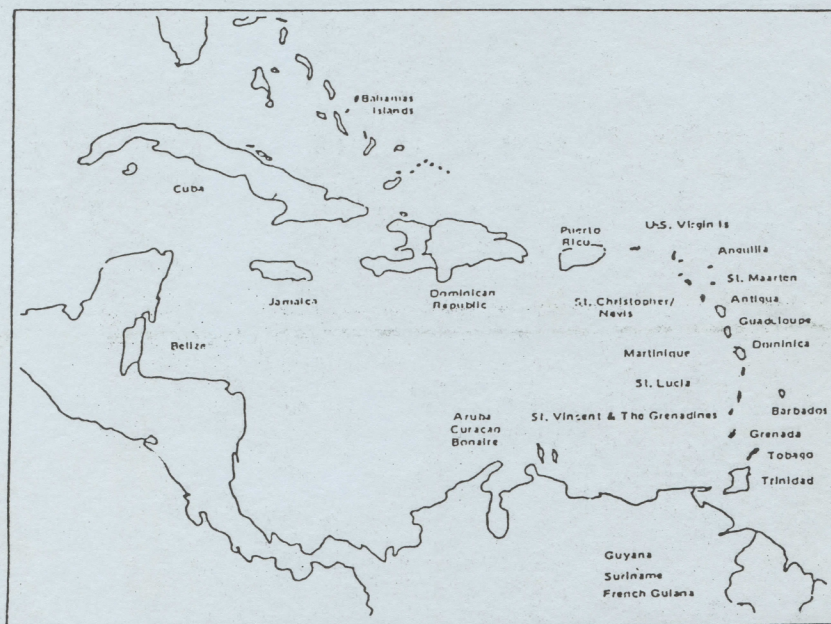 Bahamas
Islands
Cuba
Puerto
Rico
U.S. Virgin Is
Anguilla
St. Maarten
Jamaica
Dominican
Republic
St. Christopher/
Nevis
Antigua
Guadeloupe
Belize
Martinique
Dominica
St. Lucia
Aruba
Curacao
Bonaire
St. Vincent & The Grenadines
Barbados
Grenada
Tobago
Trinidad
Guyana
Suriname
French Guiana